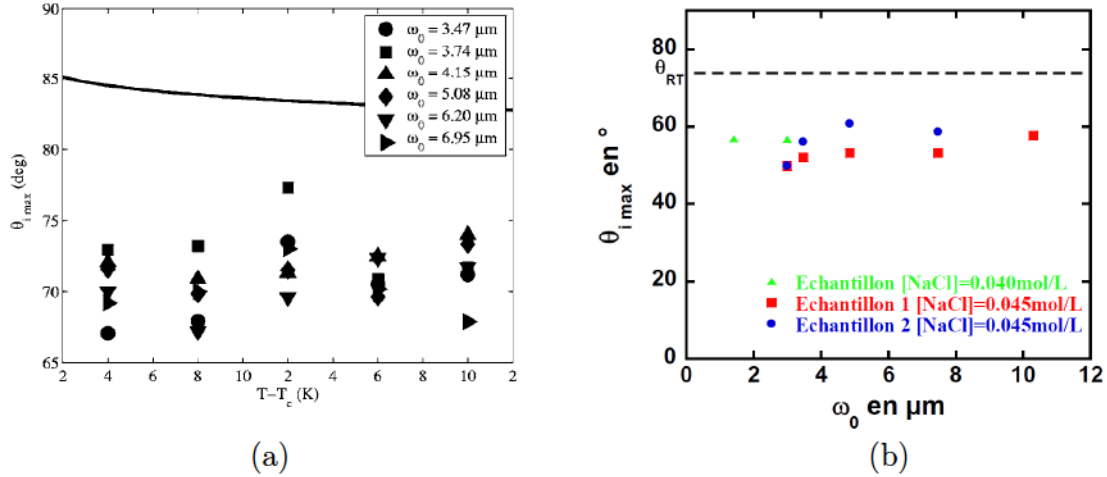 90
85
80
75
70
65
θi max (deg)
2 4 6 8 10 2 4 6 8 10 2
T−Tc (K)
ω0 = 3.47 µm
ω0 = 3.74 µm
ω0 = 4.15 µm
ω0 = 5.08 µm
ω0 = 6.20 µm
ω0 = 6.95 µm
(a)
80
θRT
60
40
20
0
θi max en °
Echantillon [NaCl]=0.040mol/L
Echantillon 1 [NaCl]=0.045mol/L
Echantillon 2 [NaCl]=0.045mol/L
0 2 4 6 8 10 12
ω0 en µm
(b)